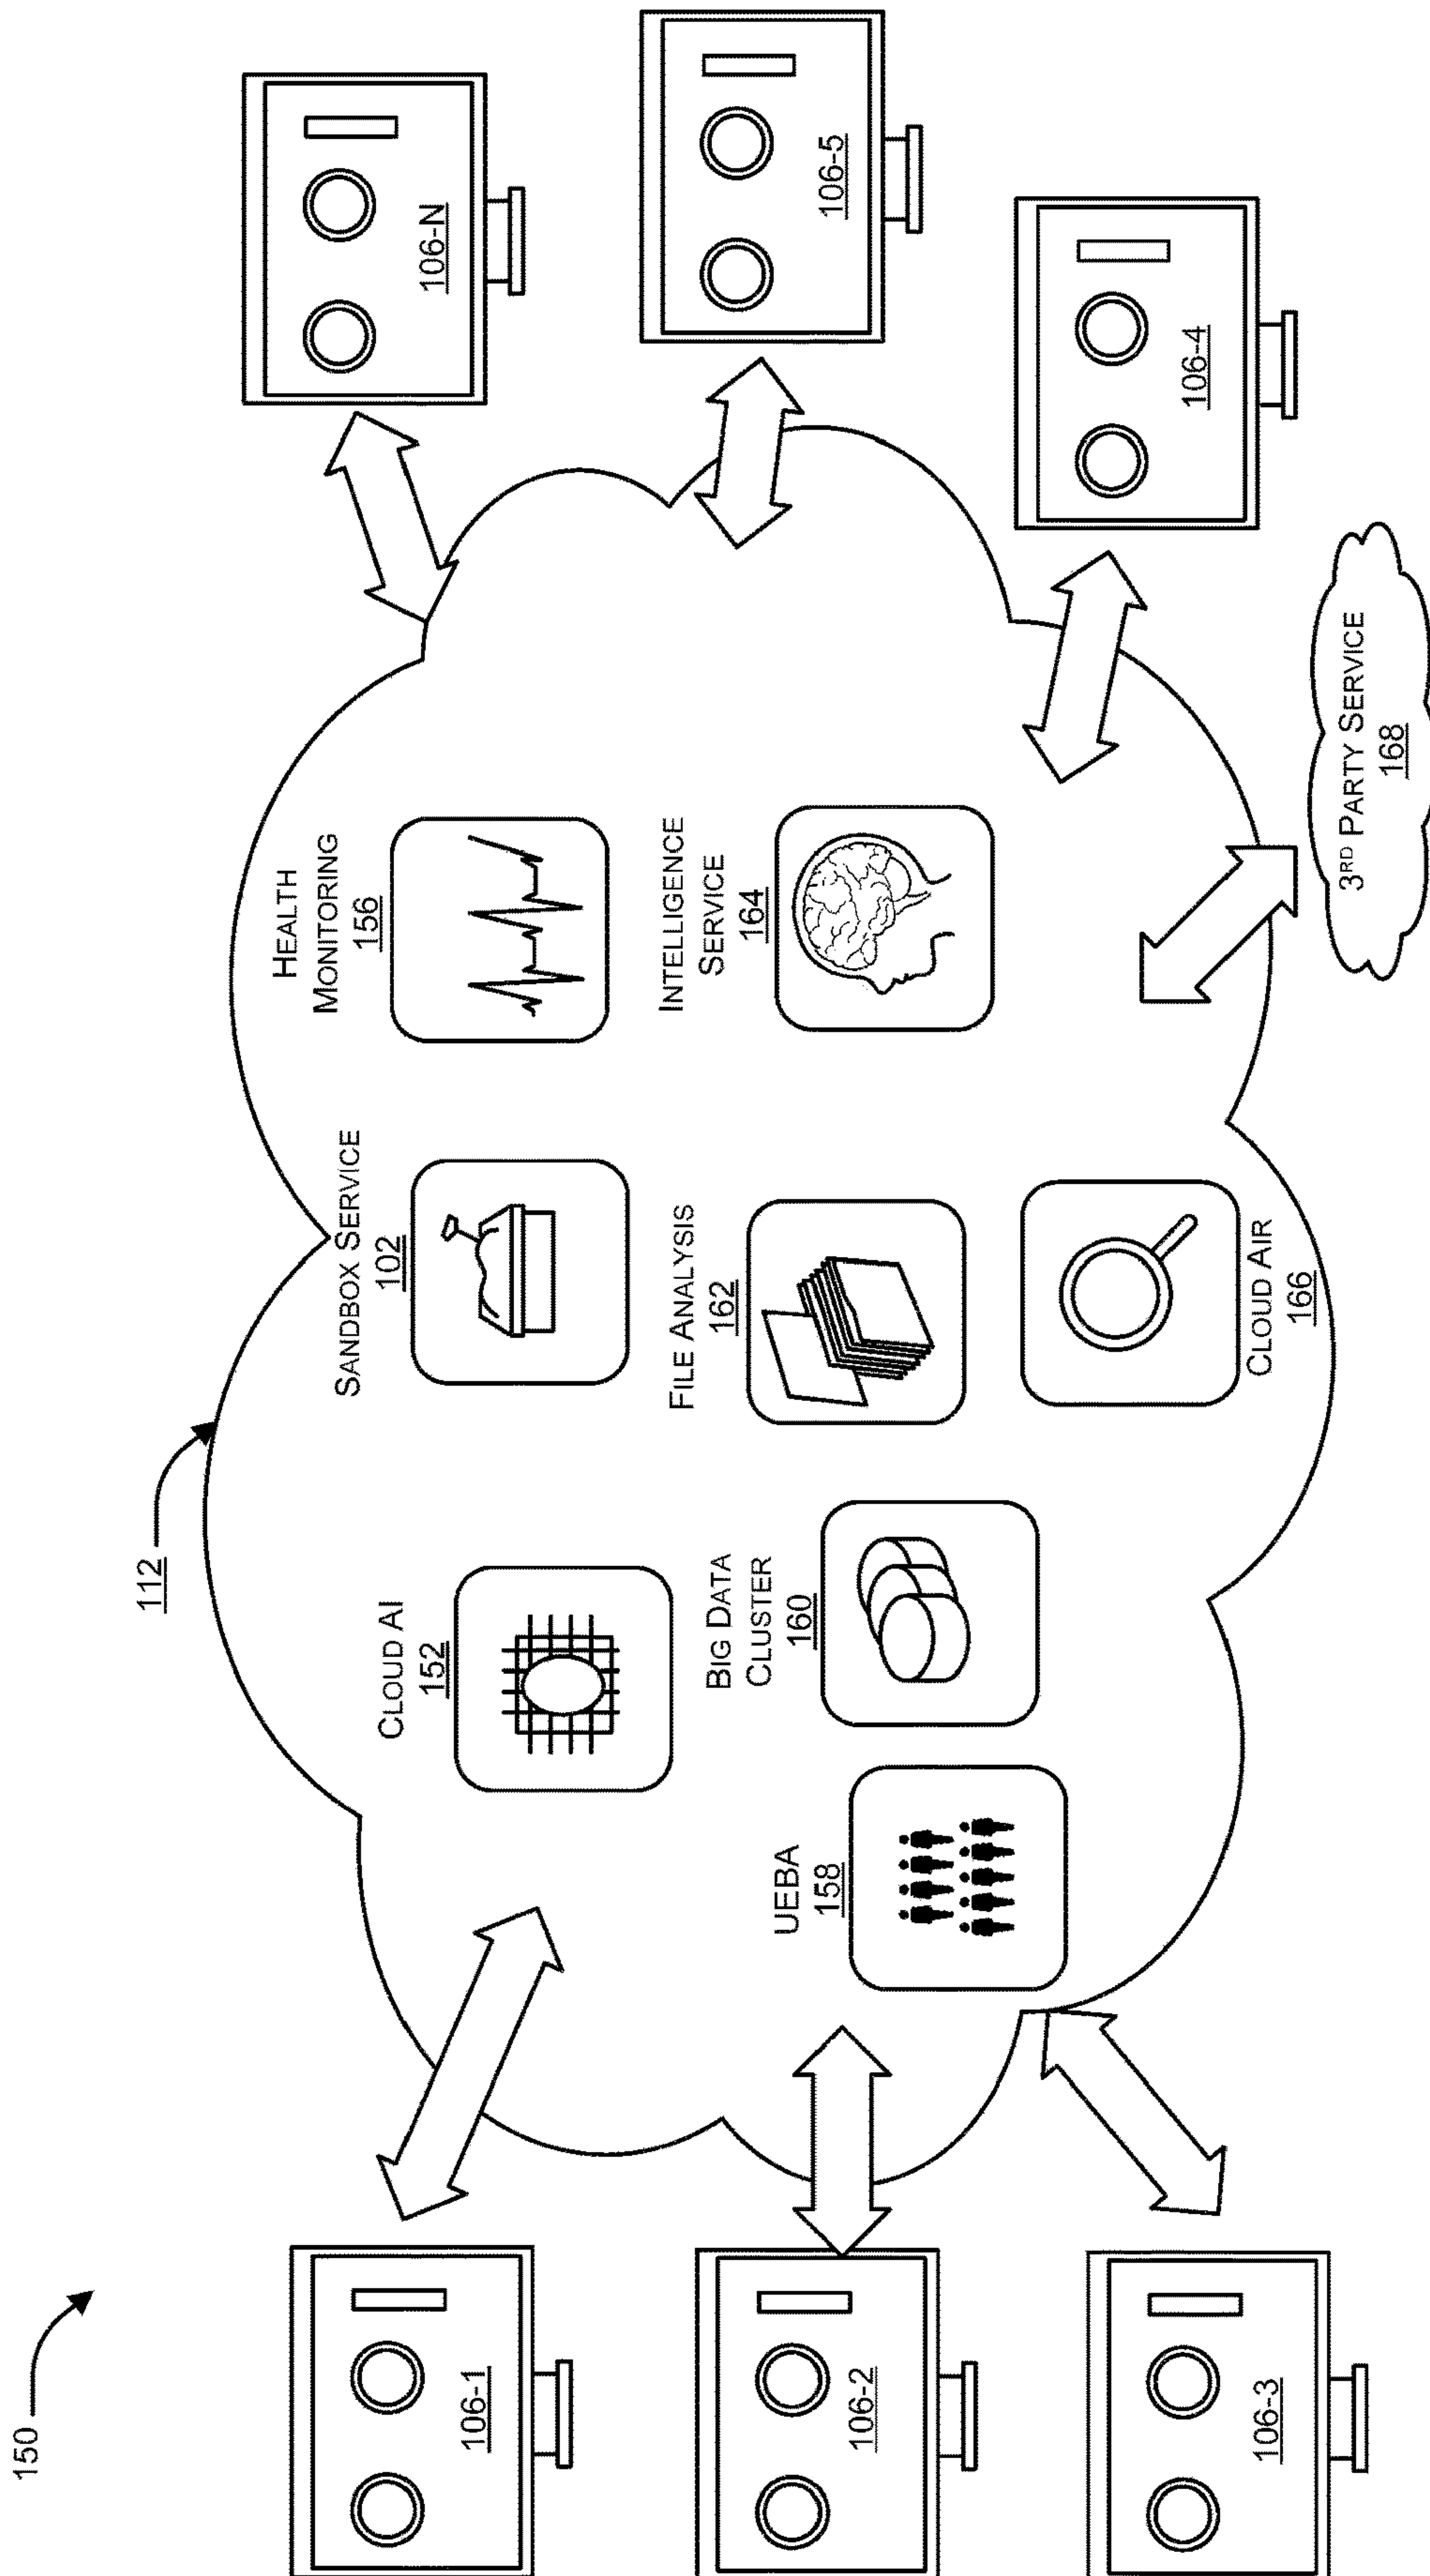 150
112
CLOUD AI
152
SANDBOX SERVICE
102
HEALTH
MONITORING
156
UEBA
158
BIG DATA
CLUSTER
160
FILE ANALYSIS
162
INTELLIGENCE
SERVICE
164
CLOUD AIR
166
3RD PARTY SERVICE
168
106-1
106-2
106-3
106-N
106-5
106-4